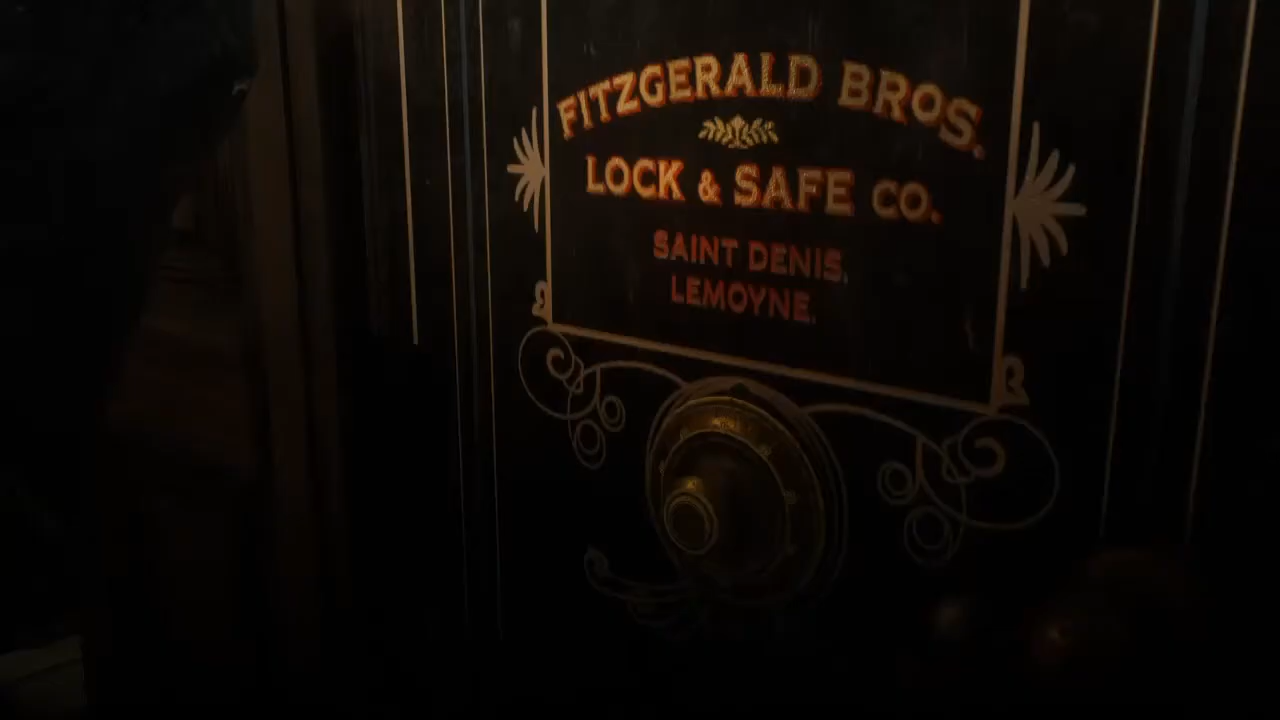 FITZGERALD BROS.
LOCK & SAFE CO.
SAINT DENIS,
LEMOYNE.